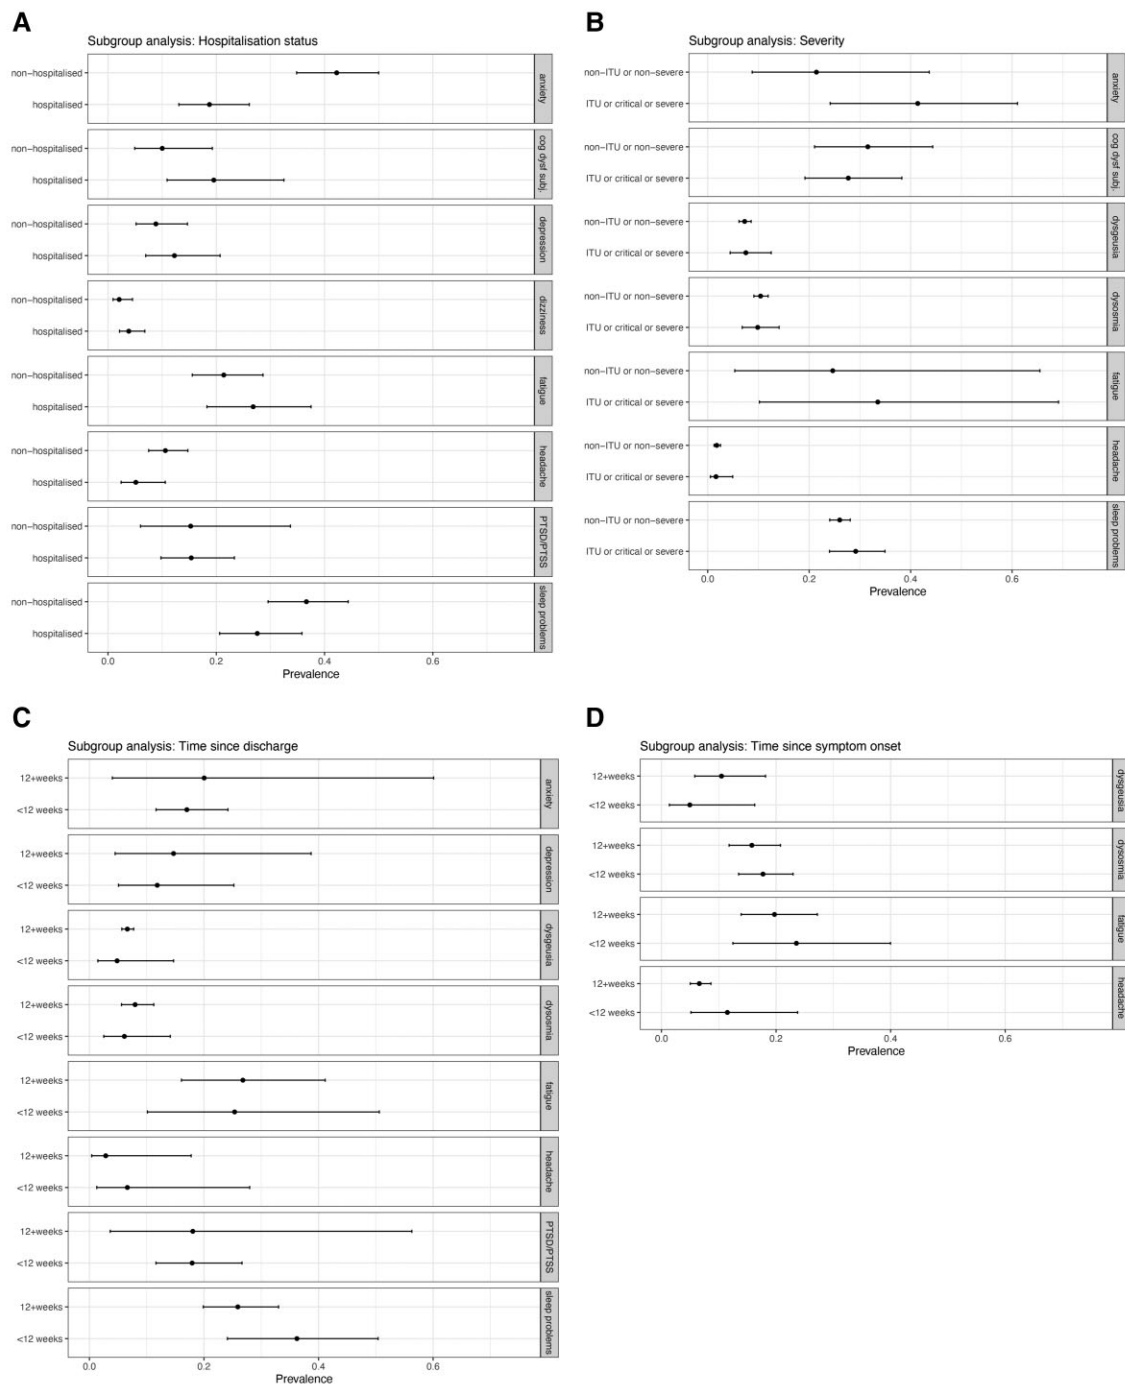 A
Subgroup analysis: Hospitalisation status
non-hospitalised
hospitalised
anxiety
non-hospitalised
hospitalised
cog dysf subj.
non-hospitalised
hospitalised
depression
non-hospitalised
hospitalised
dizziness
non-hospitalised
hospitalised
fatigue
non-hospitalised
hospitalised
headache
non-hospitalised
hospitalised
PTSD/PTSS
non-hospitalised
hospitalised
sleep problems
0.0 0.2 0.4 0.6
Prevalence
B
Subgroup analysis: Severity
non-ITU or non-severe
ITU or critical or severe
anxiety
non-ITU or non-severe
ITU or critical or severe
cog dysf subj.
non-ITU or non-severe
ITU or critical or severe
dysgeusia
non-ITU or non-severe
ITU or critical or severe
dysosmia
non-ITU or non-severe
ITU or critical or severe
fatigue
non-ITU or non-severe
ITU or critical or severe
headache
non-ITU or non-severe
ITU or critical or severe
sleep problems
0.0 0.2 0.4 0.6
Prevalence
C
Subgroup analysis: Time since discharge
12+weeks
<12 weeks
anxiety
12+weeks
<12 weeks
depression
12+weeks
<12 weeks
dysgeusia
12+weeks
<12 weeks
dysosmia
12+weeks
<12 weeks
fatigue
12+weeks
<12 weeks
headache
12+weeks
<12 weeks
PTSD/PTSS
12+weeks
<12 weeks
sleep problems
0.0 0.2 0.4 0.6
Prevalence
D
Subgroup analysis: Time since symptom onset
12+weeks
<12 weeks
dysgeusia
12+weeks
<12 weeks
dysosmia
12+weeks
<12 weeks
fatigue
12+weeks
<12 weeks
headache
0.0 0.2 0.4 0.6
Prevalence